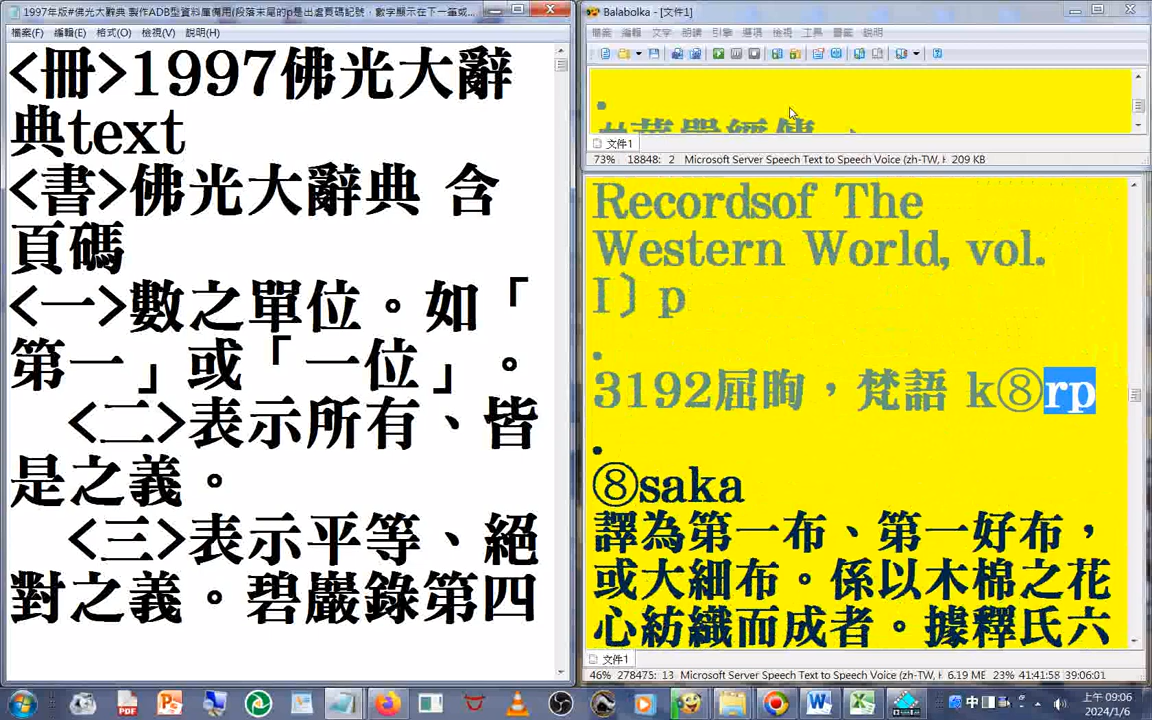 1997年版#佛光大辭典 製作ADB型資料庫備用(段落末尾的p是出處頁碼記號，數字顯示在下一筆或...
檔案(F) 編輯(E) 格式(O) 檢視(V) 說明(H)
<冊>1997佛光大辭
典text
<書>佛光大辭典 含
頁碼
<一>數之單位。如「
第一」或「一位」。
<二>表示所有、皆
是之義。
<三>表示平等、絕
對之義。碧巖錄第四
Balabolka - [文件1]
檔案 編輯 文字 朗讀 引擎 選項 檢視 工具 書籤 說明
.
#華嚴經傳、
文件1
73% 18848: 2 Microsoft Server Speech Text to Speech Voice (zh-TW, H 209 KB
Recordsof The
Western World, vol.
I〕p
.
3192屈眴，梵語 k⑧rp
.
⑧saka
譯為第一布、第一好布，
或大細布。係以木棉之花
心紡織而成者。據釋氏六
文件1
46% 278475: 13 Microsoft Server Speech Text to Speech Voice (zh-TW, H 6.19 ME 23% 41:41:58 39:06:01
上午 09:06
2024/1/6